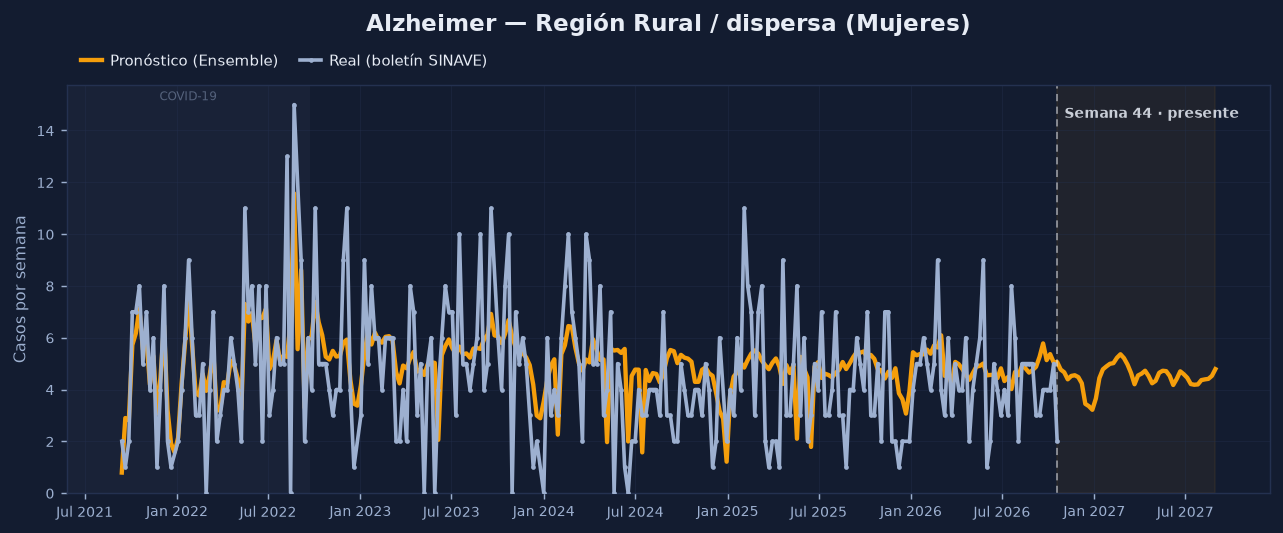 Alzheimer — Región Rural / dispersa (Mujeres)
Pronóstico (Ensemble) Real (boletín SINAVE)
COVID-19
Semana 44 · presente
Casos por semana
14
12
10
8
6
4
2
0
Jul 2021 Jan 2022 Jul 2022 Jan 2023 Jul 2023 Jan 2024 Jul 2024 Jan 2025 Jul 2025 Jan 2026 Jul 2026 Jan 2027 Jul 2027